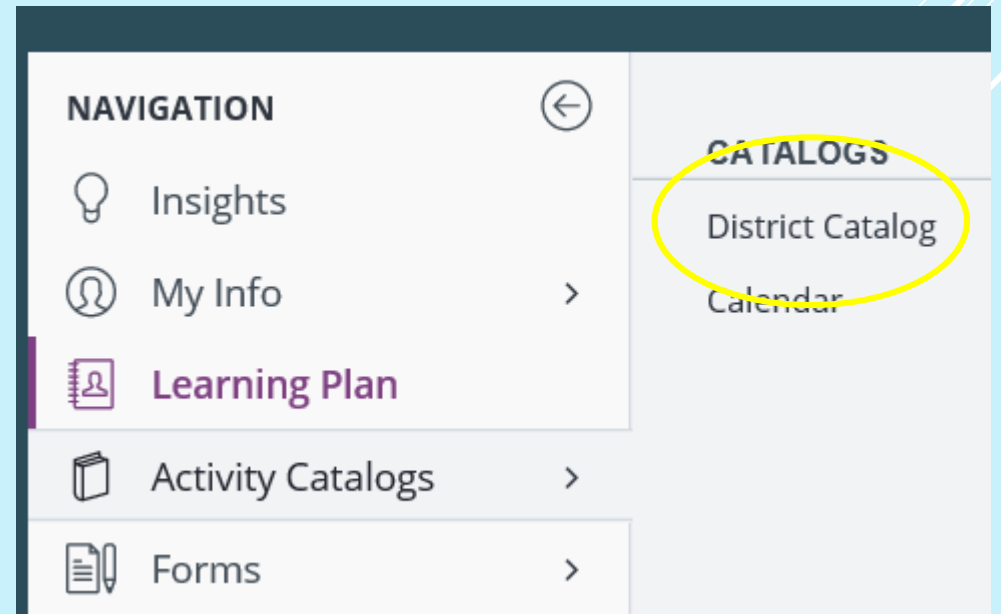 NAVIGATION
Insights
My Info
Learning Plan
Activity Catalogs
Forms
CATALOGS
District Catalog
Calendar